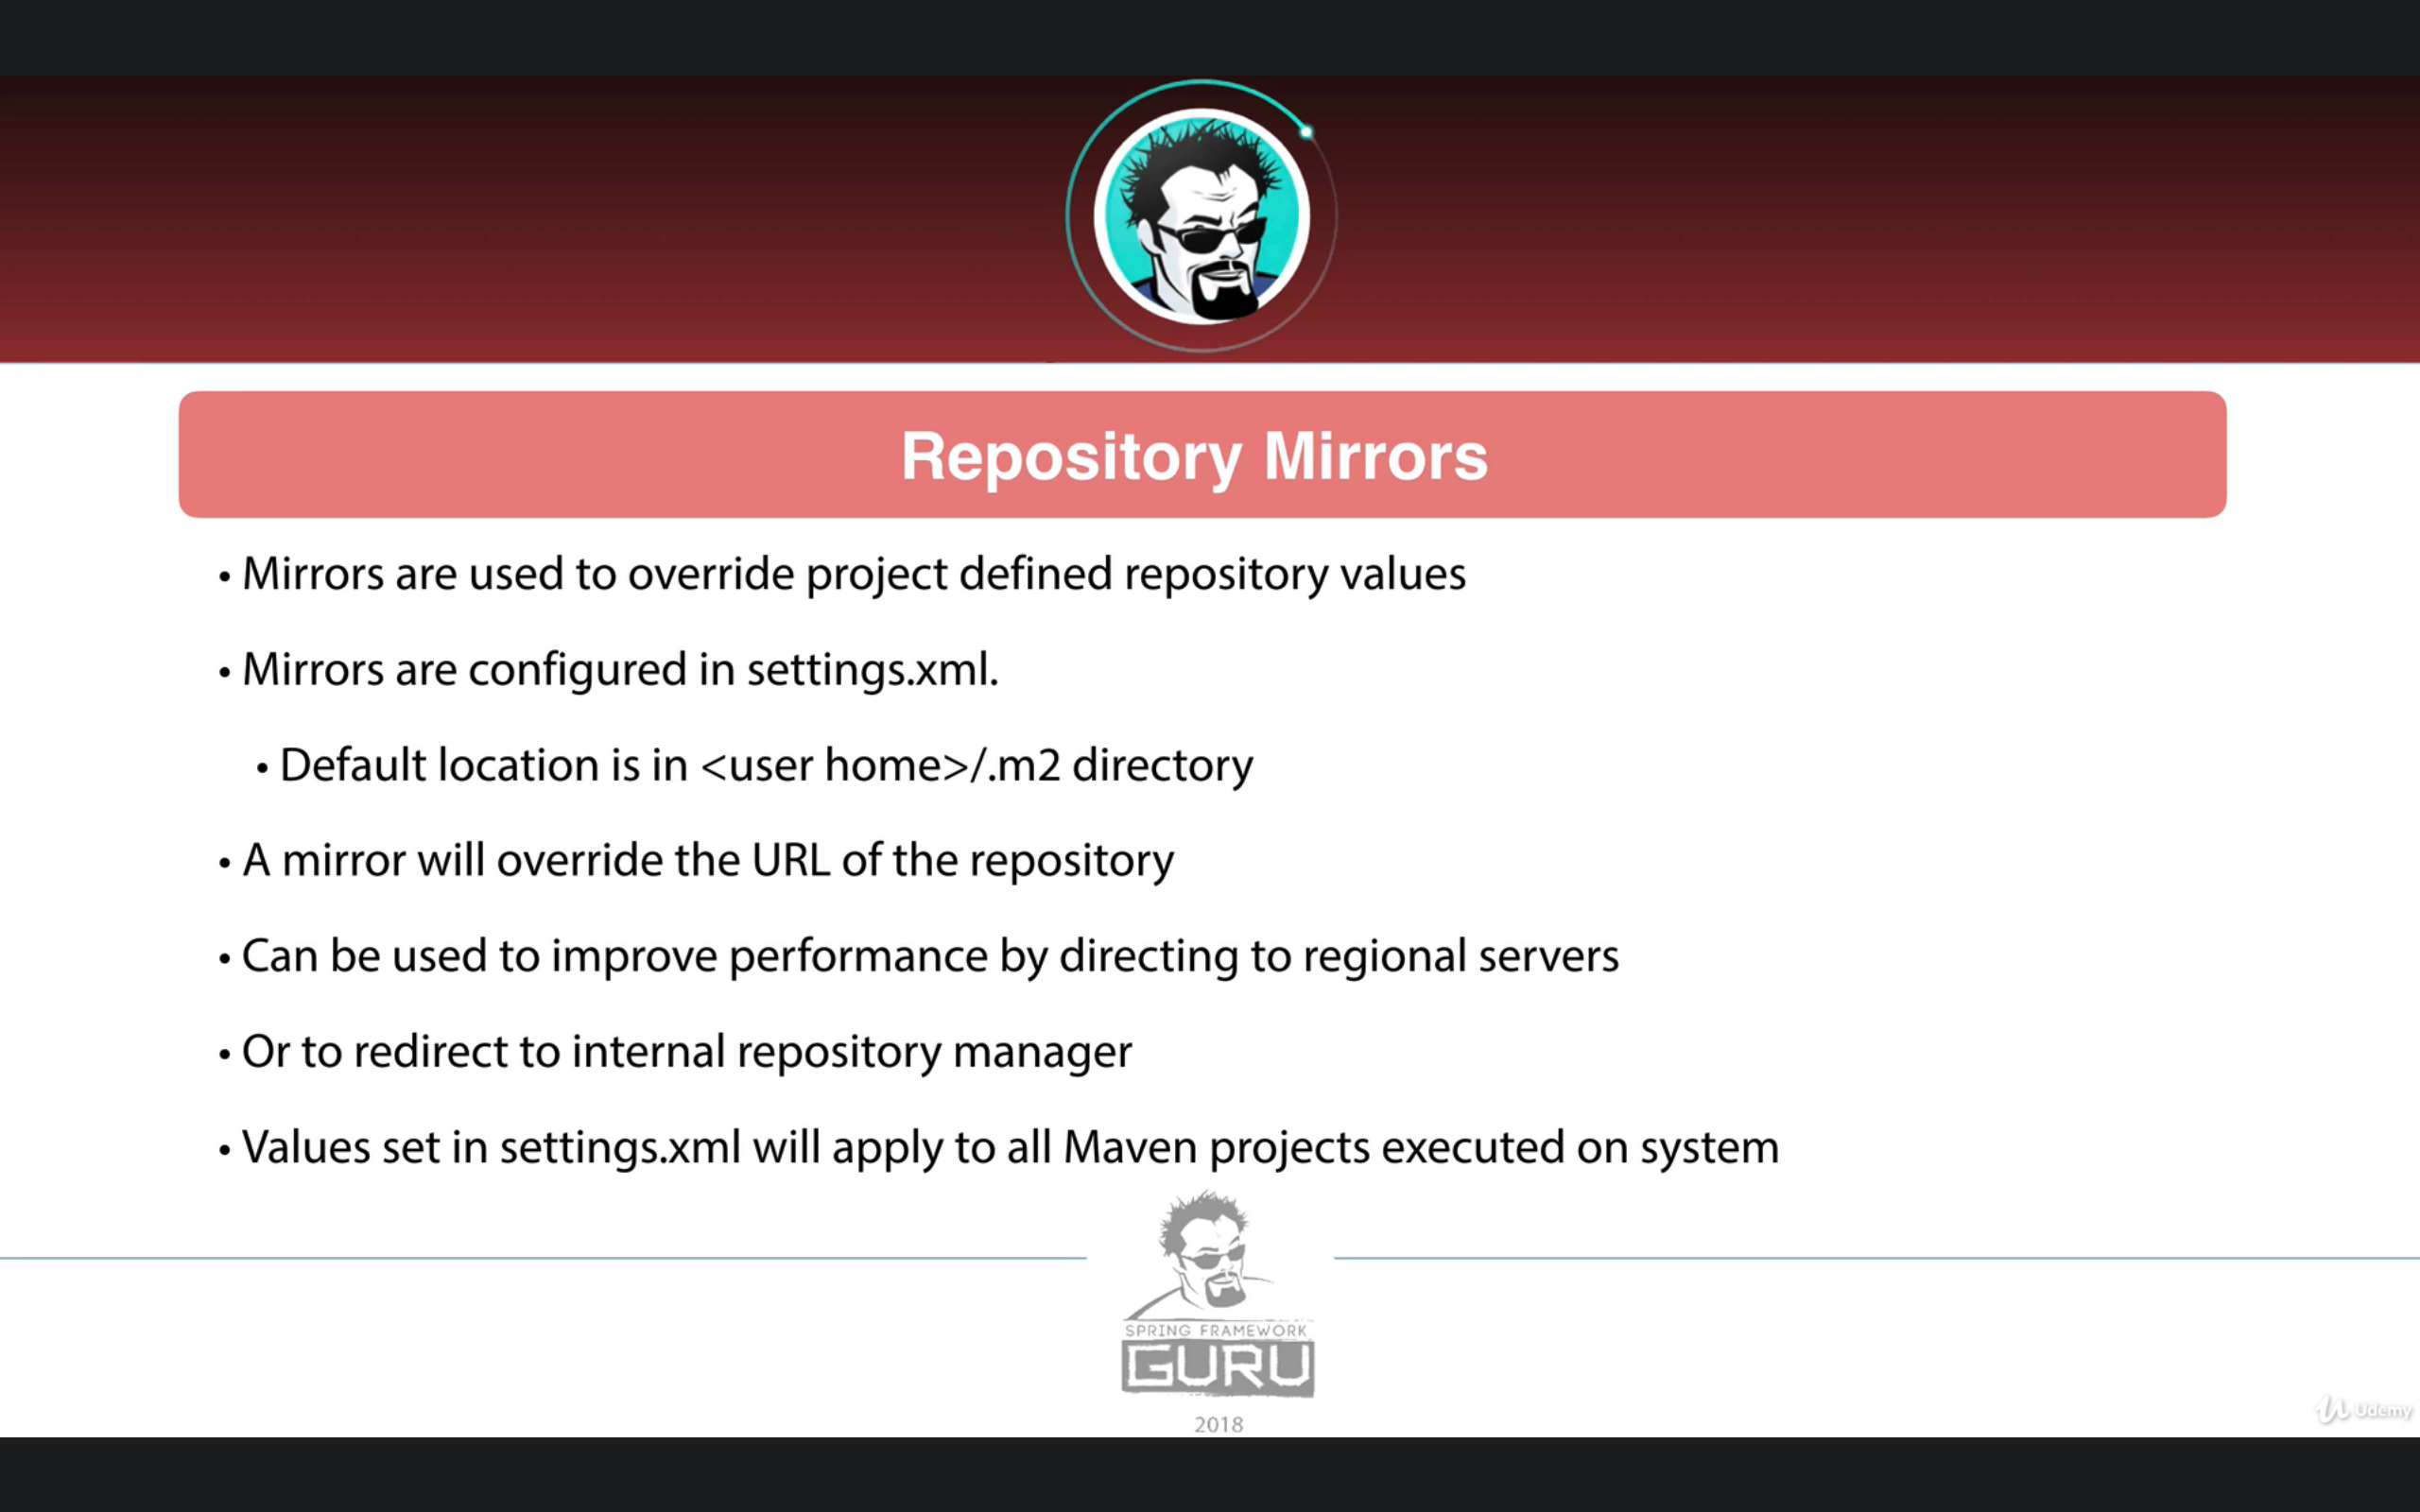 Repository Mirrors
• Mirrors are used to override project defined repository values
• Mirrors are configured in settings.xml.
• Default location is in <user home>/.m2 directory
• A mirror will override the URL of the repository
• Can be used to improve performance by directing to regional servers
• Or to redirect to internal repository manager
• Values set in settings.xml will apply to all Maven projects executed on system
SPRING FRAMEWORK
GURU
2018
Udemy